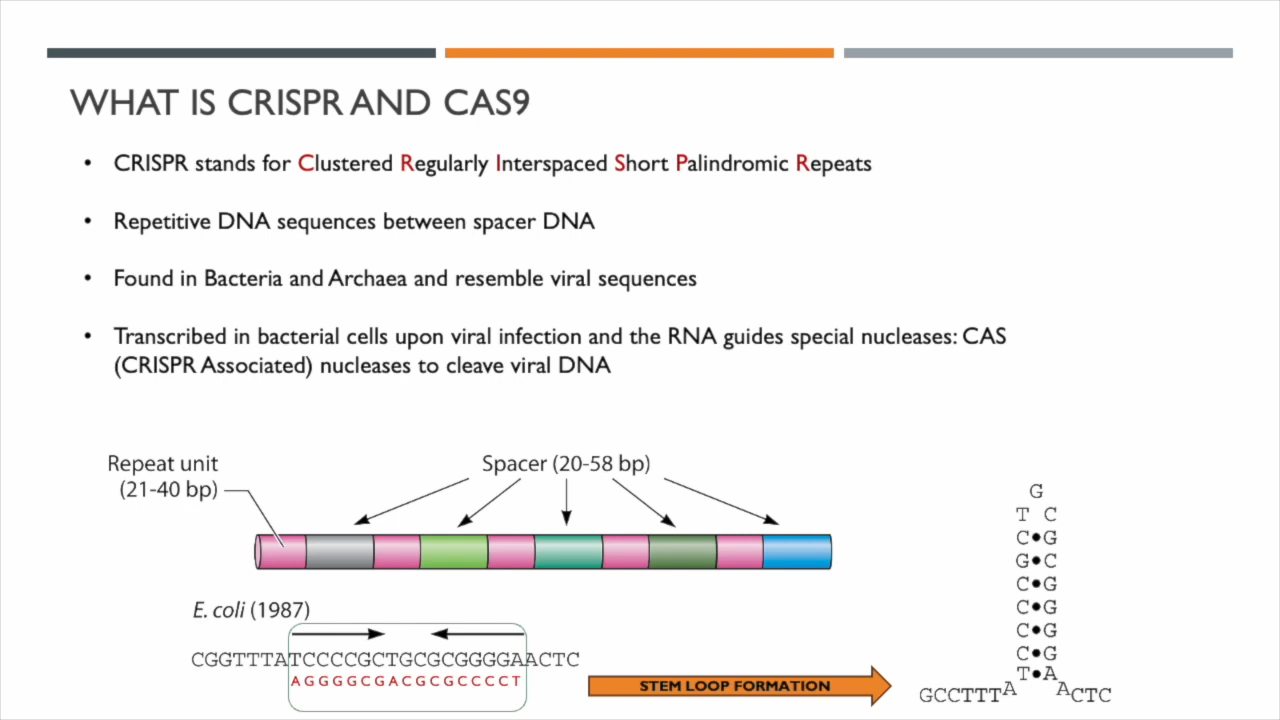 WHAT IS CRISPR AND CAS9
• CRISPR stands for Clustered Regularly Interspaced Short Palindromic Repeats
• Repetitive DNA sequences between spacer DNA
• Found in Bacteria and Archaea and resemble viral sequences
• Transcribed in bacterial cells upon viral infection and the RNA guides special nucleases: CAS
(CRISPR Associated) nucleases to cleave viral DNA
Repeat unit
(21-40 bp)
Spacer (20-58 bp)
E. coli (1987)
CGGTTTATCCCCGCTGCGCGGGGAACTC
AGGGGCGACGCGCCCCT
STEM LOOP FORMATION
G
T C
C•G
G•C
C•G
C•G
C•G
C•G
T•A
GCCTTTA ACTC